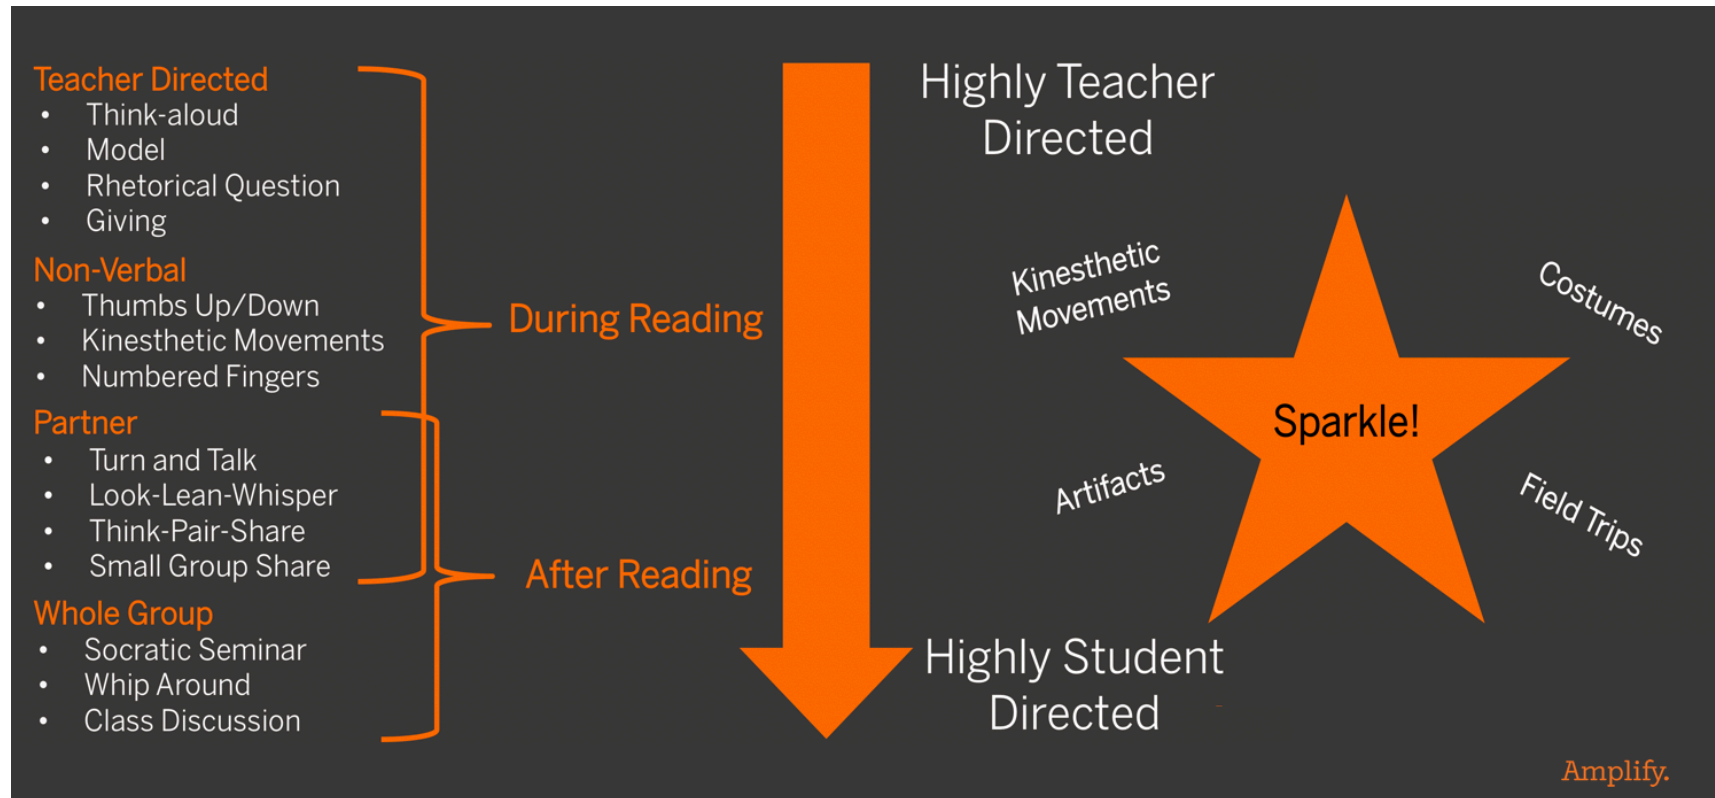 Teacher Directed
• Think-aloud
• Model
• Rhetorical Question
• Giving
Non-Verbal
• Thumbs Up/Down
• Kinesthetic Movements
• Numbered Fingers
Partner
• Turn and Talk
• Look-Lean-Whisper
• Think-Pair-Share
• Small Group Share
Whole Group
• Socratic Seminar
• Whip Around
• Class Discussion
During Reading
After Reading
Highly Teacher
Directed
Highly Student
Directed
Kinesthetic
Movements
Costumes
Sparkle!
Artifacts
Field Trips
Amplify.